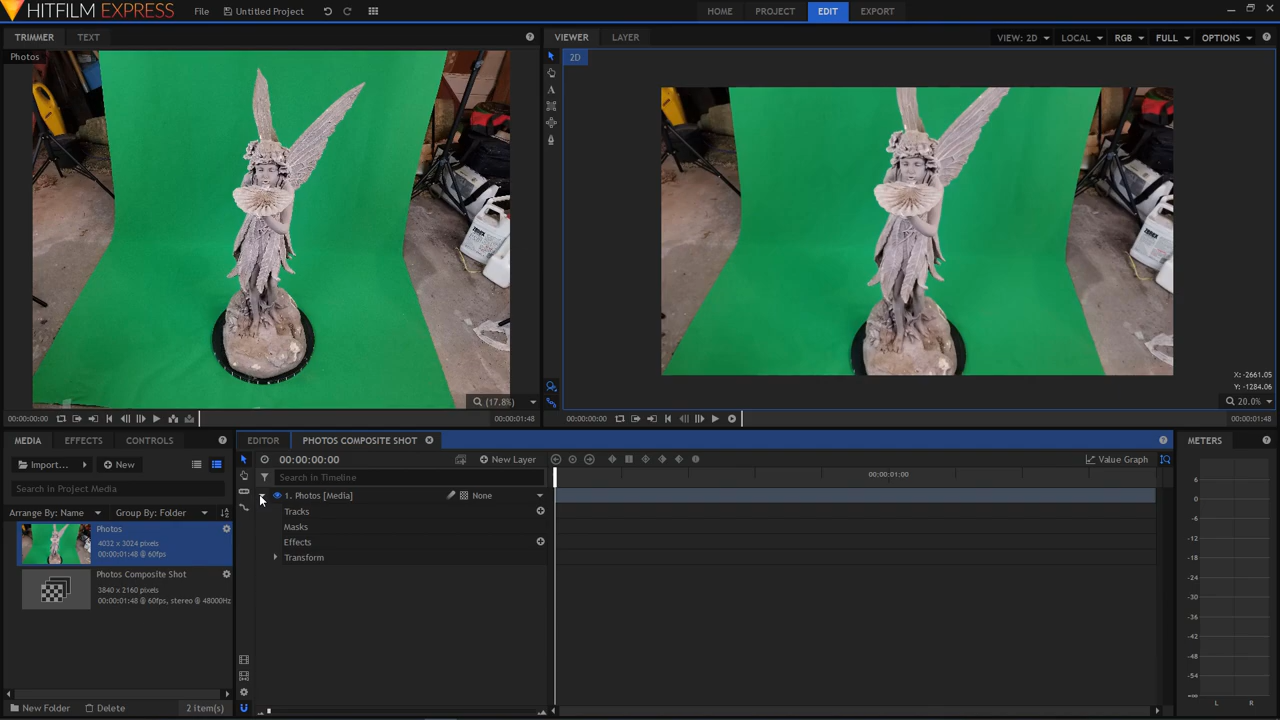 HITFILM EXPRESS File Untitled Project HOME PROJECT EDIT EXPORT
TRIMMER TEXT
Photos
00:00:00:00 (17.8%) 00:00:01:48
VIEWER LAYER VIEW: 2D LOCAL RGB FULL OPTIONS
2D
X: -2661.05
Y: -1284.06
20.0%
00:00:00:00 00:00:01:48
MEDIA EFFECTS CONTROLS
Import... New
Search in Project Media
Arrange By: Name Group By: Folder
Photos
4032 x 3024 pixels
00:00:01:48 @ 60fps
Photos Composite Shot
3840 x 2160 pixels
00:00:01:48 @ 60fps, stereo @ 48000Hz
New Folder Delete 2 item(s)
EDITOR PHOTOS COMPOSITE SHOT
00:00:00:00 New Layer Value Graph
Search in Timeline 00:00:01:00
1. Photos [Media] None
Tracks
Masks
Effects
Transform
METERS
6
0
-6
-12
-18
-24
-30
-36
-42
-48
-54
-∞
L R